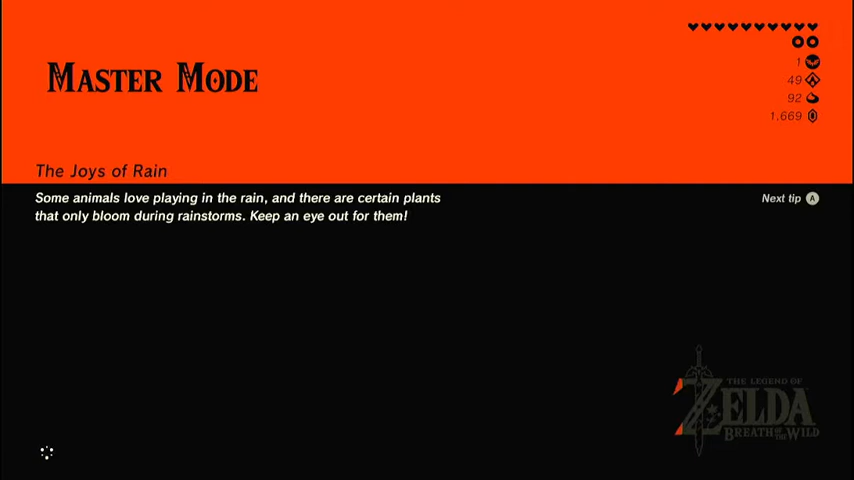 Master Mode
1
49
92
1,669
The Joys of Rain
Some animals love playing in the rain, and there are certain plants
that only bloom during rainstorms. Keep an eye out for them!
Next tip A
THE LEGEND OF
ZELDA
BREATH OF THE WILD